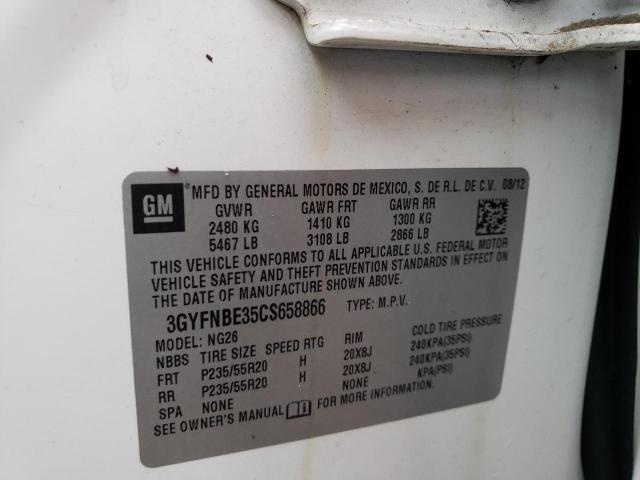 GM
MFD BY GENERAL MOTORS DE MEXICO, S. DE R.L. DE C.V. 08/12
GVWR GAWR FRT GAWR RR
2480 KG 1410 KG 1300 KG
5467 LB 3108 LB 2866 LB
THIS VEHICLE CONFORMS TO ALL APPLICABLE U.S. FEDERAL MOTOR
VEHICLE SAFETY AND THEFT PREVENTION STANDARDS IN EFFECT ON
THE DATE OF MANUFACTURE SHOWN ABOVE.
3GYFNBE35CS658866 TYPE: M.P.V.
MODEL: NG26
NBBS TIRE SIZE SPEED RTG RIM COLD TIRE PRESSURE
FRT P235/55R20 H 20X8J 240KPA(35PSI)
RR P235/55R20 H 20X8J 240KPA(35PSI)
SPA NONE NONE KPA(PSI)
SEE OWNER'S MANUAL FOR MORE INFORMATION.